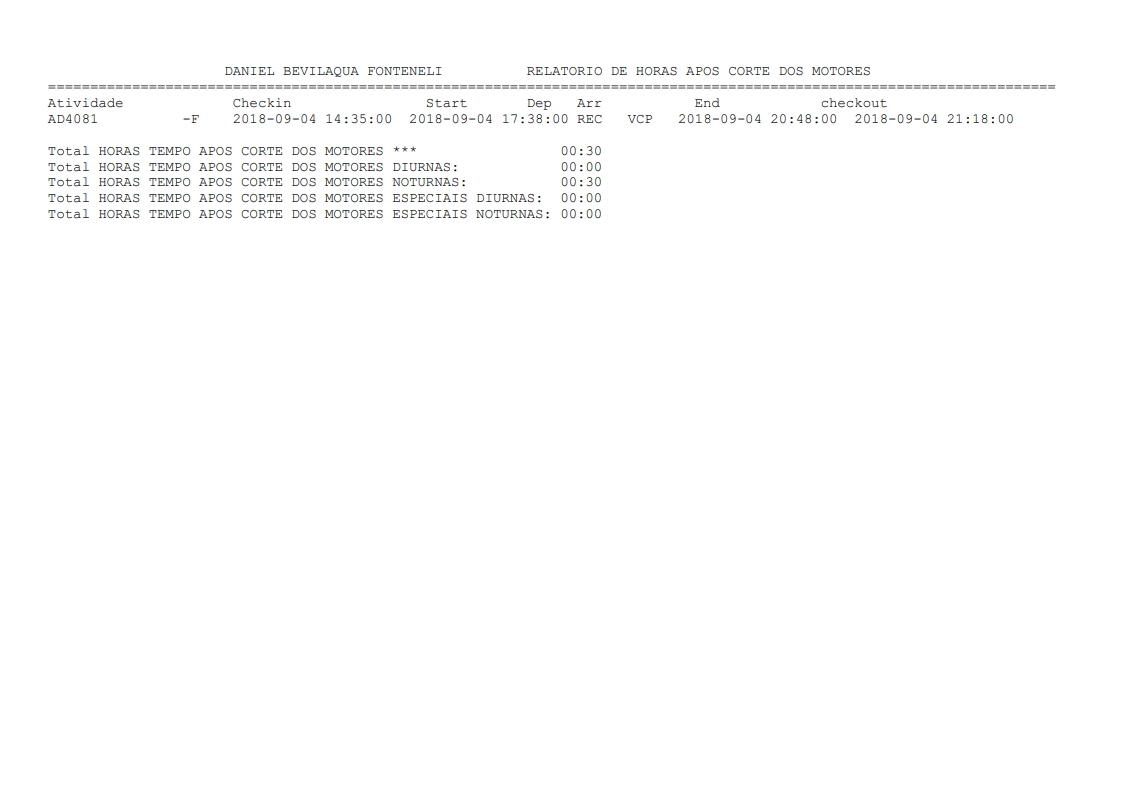 DANIEL BEVILAQUA FONTENELI RELATORIO DE HORAS APOS CORTE DOS MOTORES
========================================================================================================================
Atividade Checkin Start Dep Arr End checkout
AD4081 -F 2018-09-04 14:35:00 2018-09-04 17:38:00 REC VCP 2018-09-04 20:48:00 2018-09-04 21:18:00
Total HORAS TEMPO APOS CORTE DOS MOTORES *** 00:30
Total HORAS TEMPO APOS CORTE DOS MOTORES DIURNAS: 00:00
Total HORAS TEMPO APOS CORTE DOS MOTORES NOTURNAS: 00:30
Total HORAS TEMPO APOS CORTE DOS MOTORES ESPECIAIS DIURNAS: 00:00
Total HORAS TEMPO APOS CORTE DOS MOTORES ESPECIAIS NOTURNAS: 00:00